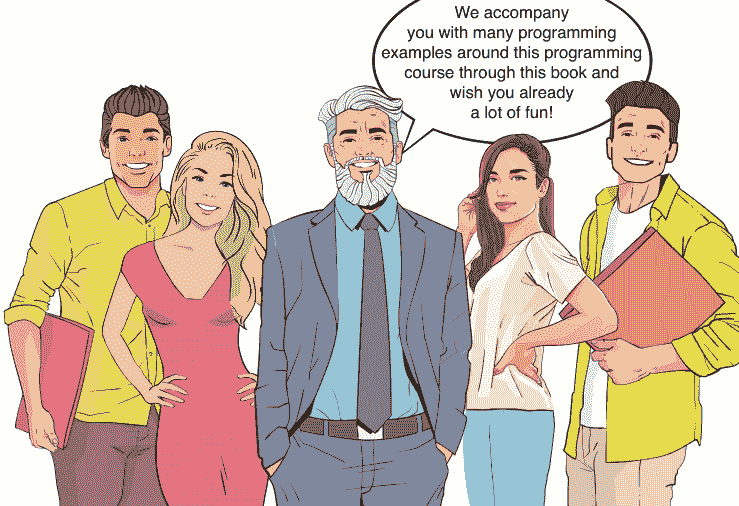 We accompany
you with many programming
examples around this programming
course through this book and
wish you already
a lot of fun!